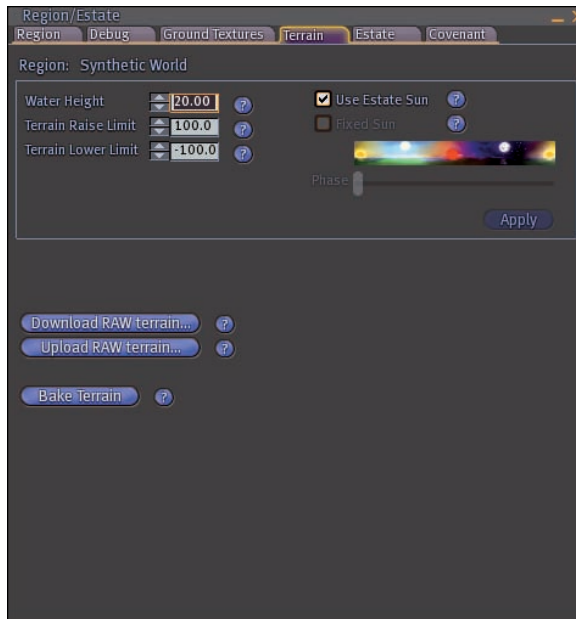 Region/Estate
Region Debug Ground Textures Terrain Estate Covenant
Region: Synthetic World
Water Height 20.00 ? Use Estate Sun ?
Terrain Raise Limit 100.0 ? Fixed Sun ?
Terrain Lower Limit -100.0 ?
Phase
Apply
Download RAW terrain... ?
Upload RAW terrain... ?
Bake Terrain ?